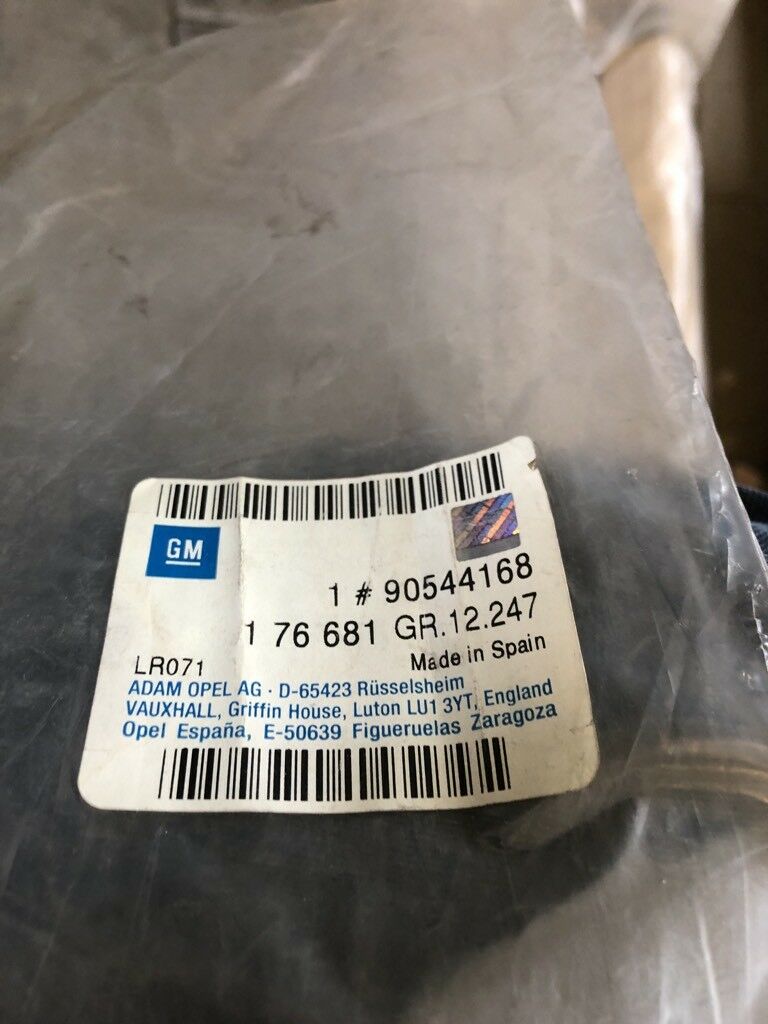 GM
1 # 90544168
1 76 681 GR.12.247
LR071 Made in Spain
ADAM OPEL AG · D-65423 Rüsselsheim
VAUXHALL, Griffin House, Luton LU1 3YT, England
Opel España, E-50639 Figueruelas Zaragoza